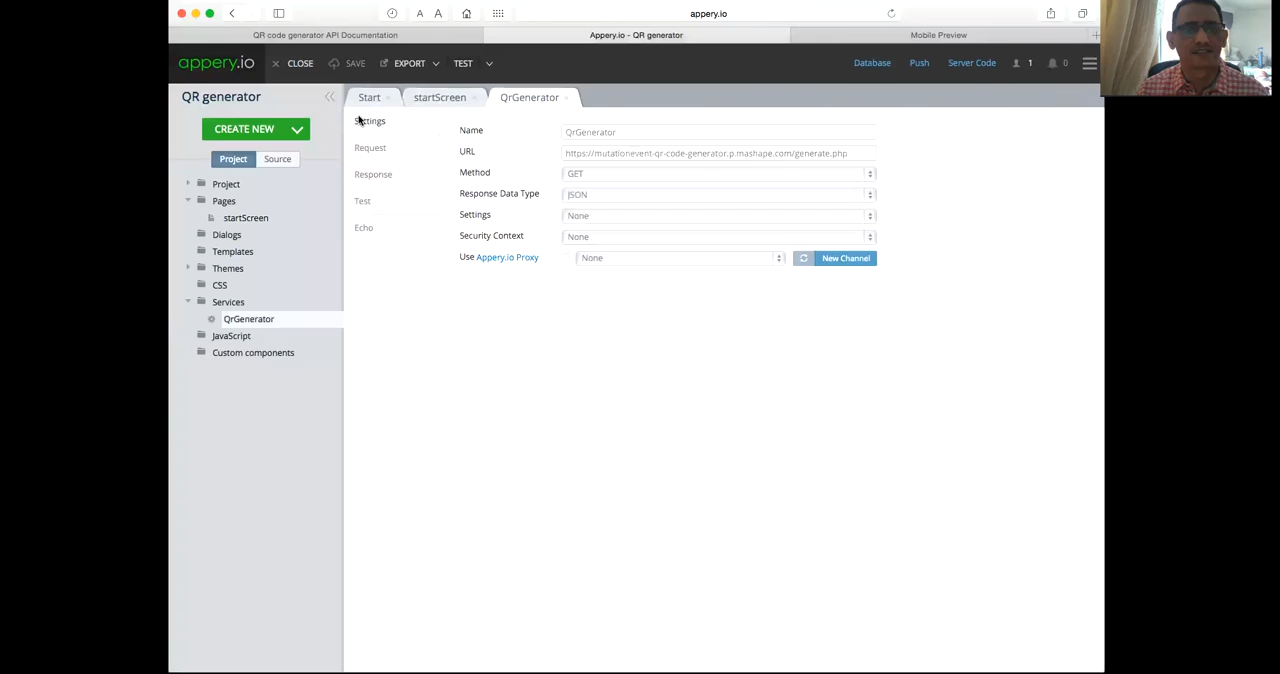 A A
appery.io
QR code generator API Documentation
Appery.io - QR generator
Mobile Preview
+
appery.io
× CLOSE
SAVE
EXPORT
TEST
Database
Push
Server Code
1
0
QR generator
Start ×
startScreen ×
QrGenerator ×
CREATE NEW
Project
Source
Project
Pages
startScreen
Dialogs
Templates
Themes
CSS
Services
QrGenerator
JavaScript
Custom components
Settings
Request
Response
Test
Echo
Name QrGenerator
URL https://mutationevent-qr-code-generator.p.mashape.com/generate.php
Method GET
Response Data Type JSON
Settings None
Security Context None
Use Appery.io Proxy None New Channel